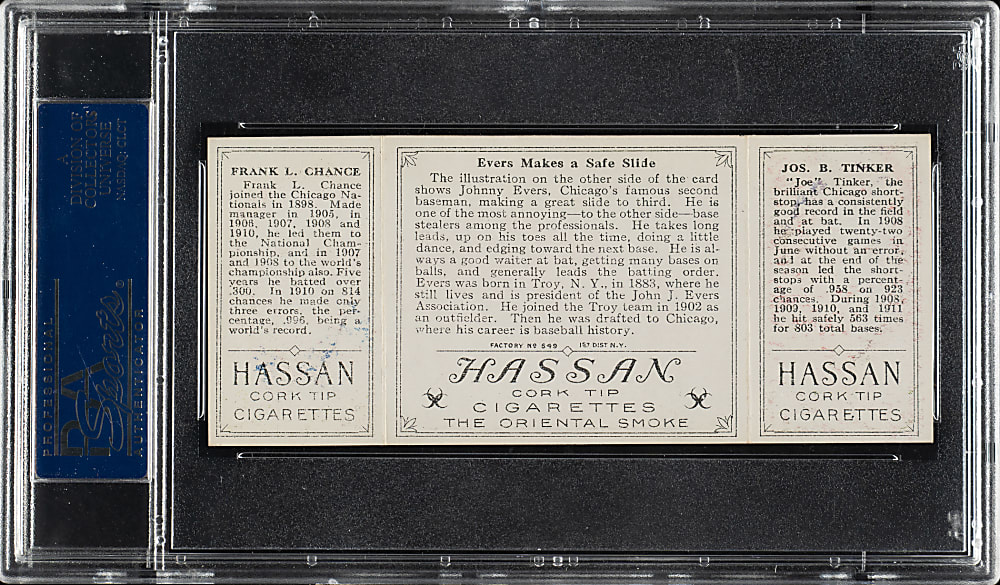 A
DIVISION OF
COLLECTORS
UNIVERSE
NASDAQ: CLCT
PROFESSIONAL
PSA
Sports
AUTHENTICATOR
FRANK L. CHANCE
Frank L. Chance
joined the Chicago Na-
tionals in 1898. Made
manager in 1905, in
1906, 1907, 1908 and
1910, he led them to
the National Cham-
pionship, and in 1907
and 1908 to the world's
championship also. Five
years he batted over
.300. In 1910 on 814
chances he made only
three errors, the per-
centage, .996, being a
world's record.
HASSAN
CORK TIP
CIGARETTES
Evers Makes a Safe Slide
The illustration on the other side of the card
shows Johnny Evers, Chicago's famous second
baseman, making a great slide to third. He is
one of the most annoying—to the other side—base
stealers among the professionals. He takes long
leads, up on his toes all the time, doing a little
dance, and edging toward the next base. He is al-
ways a good waiter at bat, getting many bases on
balls, and generally leads the batting order.
Evers was born in Troy, N. Y., in 1883, where he
still lives and is president of the John J. Evers
Association. He joined the Troy team in 1902 as
an outfielder. Then he was drafted to Chicago,
where his career is baseball history.
FACTORY Nº 649 1ST DIST N.Y.
HASSAN
CORK TIP
CIGARETTES
THE ORIENTAL SMOKE
JOS. B. TINKER
"Joe" Tinker, the
brilliant Chicago short-
stop, has a consistently
good record in the field
and at bat. In 1908
he played twenty-two
consecutive games in
June without an error,
and at the end of the
season led the short-
stops with a percent-
age of .958 on 923
chances. During 1908,
1909, 1910, and 1911
he hit safely 563 times
for 803 total bases.
HASSAN
CORK TIP
CIGARETTES